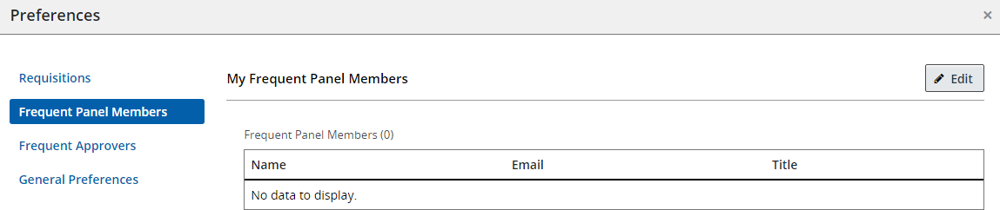 Preferences
×
Requisitions
Frequent Panel Members
Frequent Approvers
General Preferences
My Frequent Panel Members
Edit
Frequent Panel Members (0)
Name Email Title
No data to display.